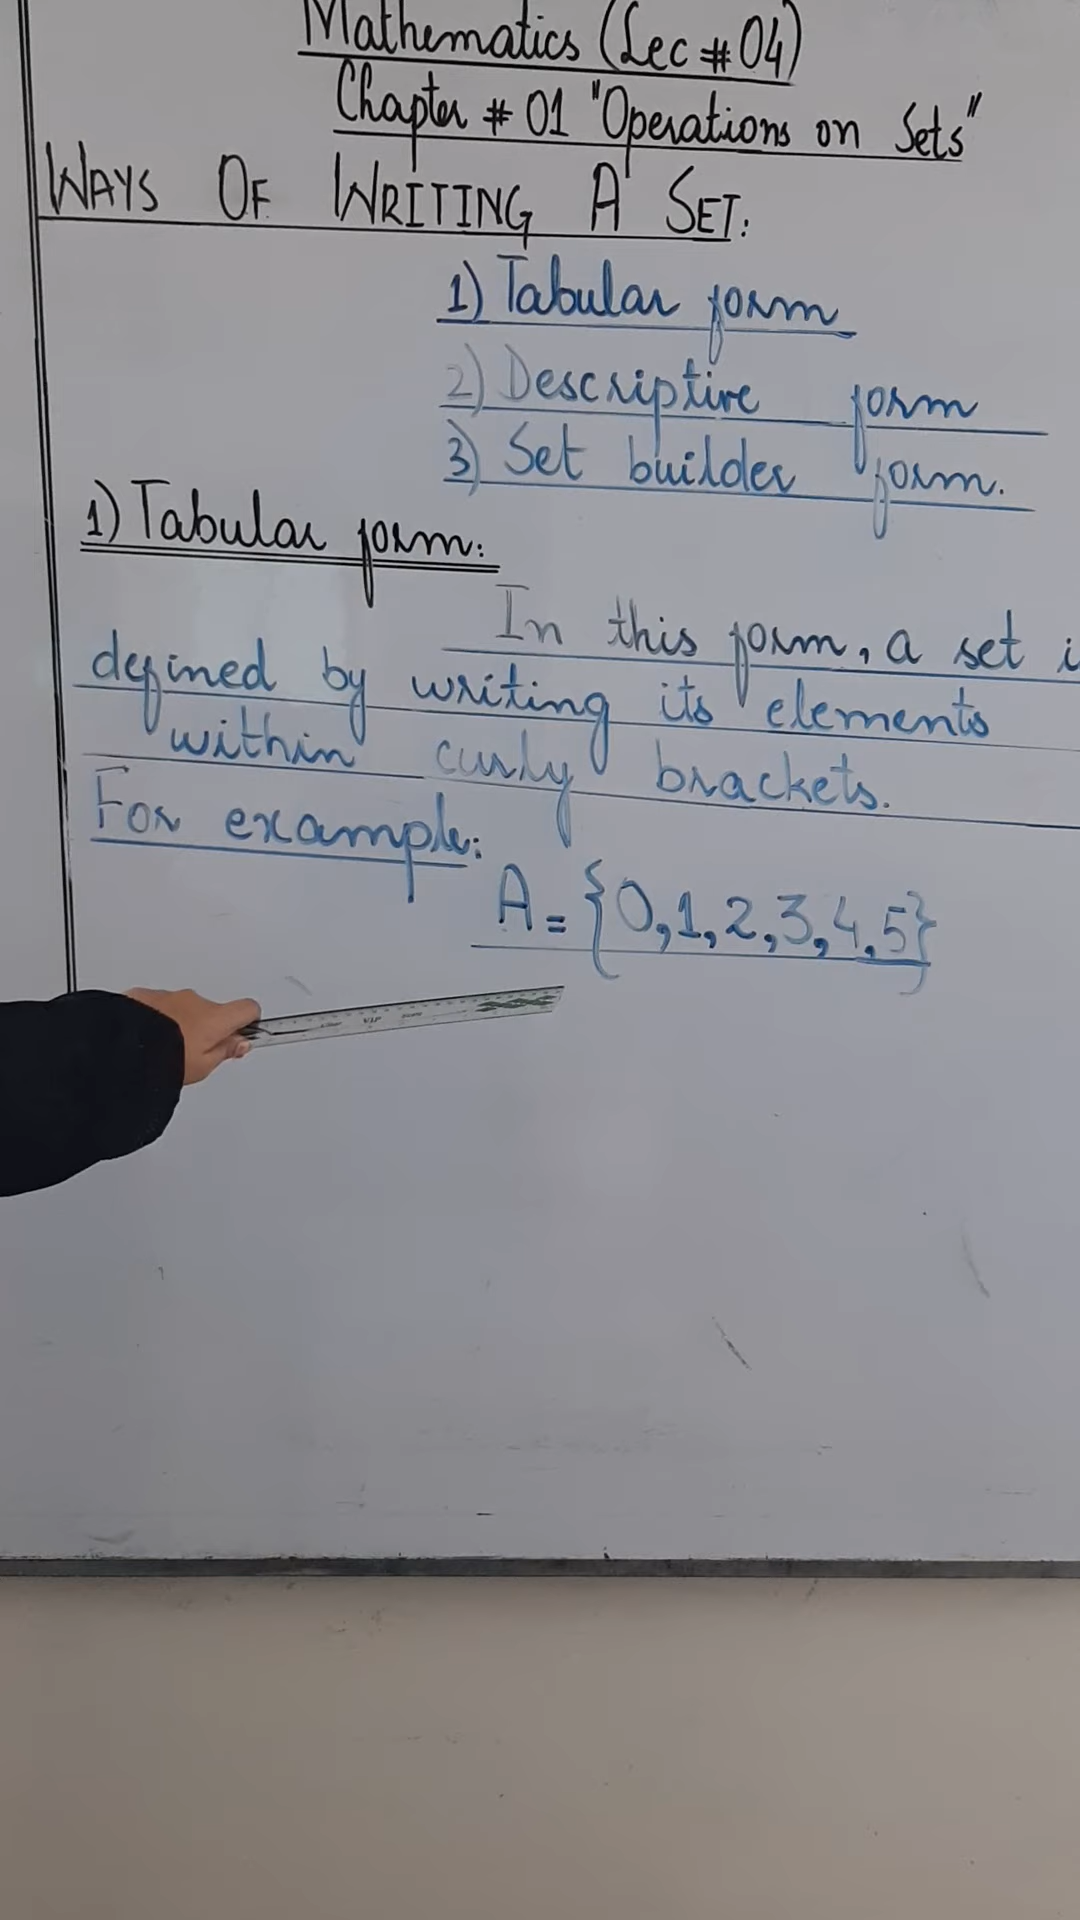 Mathematics (Lec # 04)
Chapter # 01 "Operations on Sets"
WAYS OF WRITING A SET:
1) Tabular form
2) Descriptive form
3) Set builder form.
1) Tabular form:
In this form, a set i
defined by writing its elements
within curly brackets.
For example:
A = {0,1,2,3,4,5}